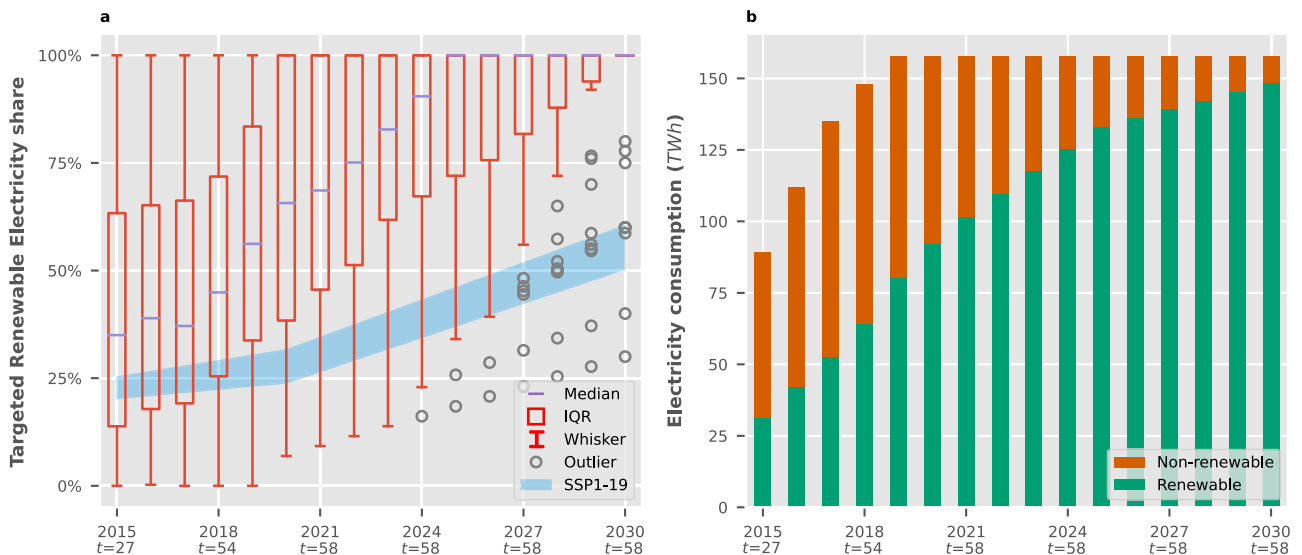 a
Targeted Renewable Electricity share
100%
75%
50%
25%
0%
2015
t=27
2018
t=54
2021
t=58
2024
t=58
2027
t=58
2030
t=58
Median
IQR
Whisker
Outlier
SSP1-19
b
Electricity consumption (TWh)
150
125
100
75
50
25
0
2015
t=27
2018
t=54
2021
t=58
2024
t=58
2027
t=58
2030
t=58
Non-renewable
Renewable